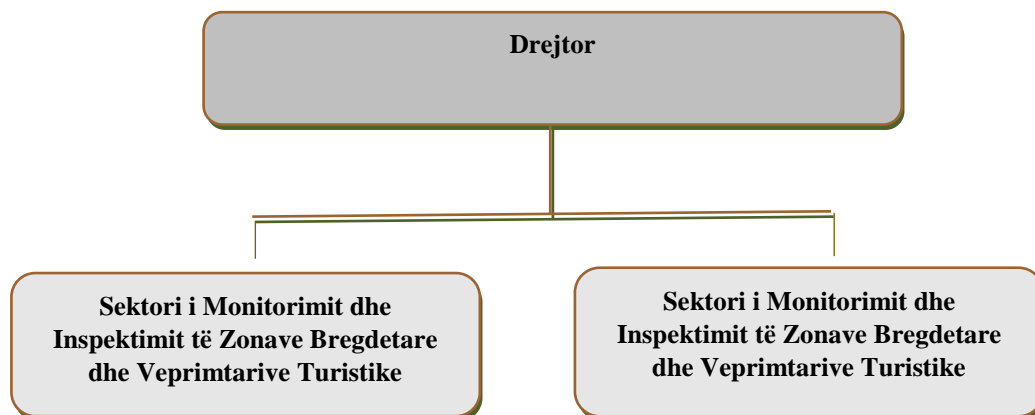 Drejtor
Sektori i Monitorimit dhe
Inspektimit të Zonave Bregdetare
dhe Veprimtarive Turistike
Sektori i Monitorimit dhe
Inspektimit të Zonave Bregdetare
dhe Veprimtarive Turistike